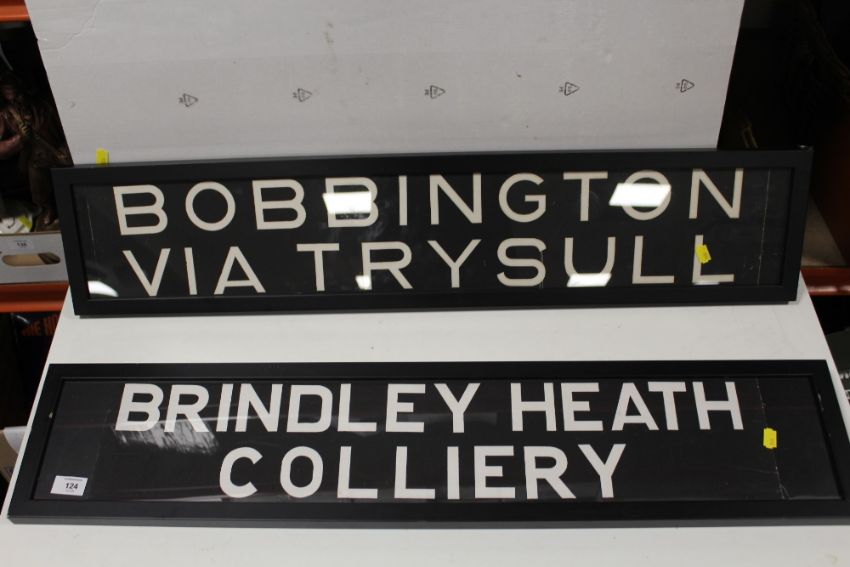 BOBBINGTON
VIA TRYSULL
BRINDLEY HEATH
COLLIERY
124